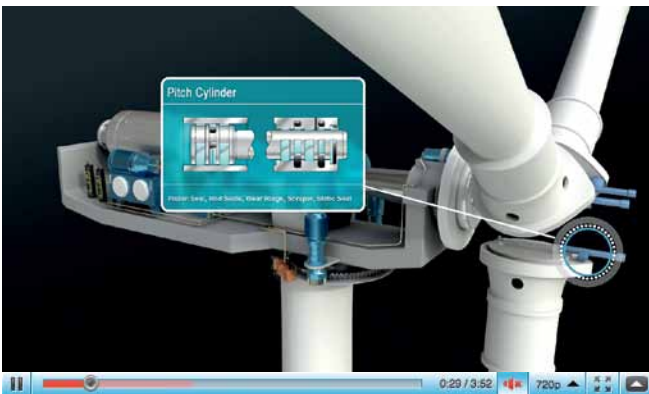 Pitch Cylinder
Piston Seal, Rod Seals, Wear Rings, Scraper, Static Seal
0:29 / 3:52
720p